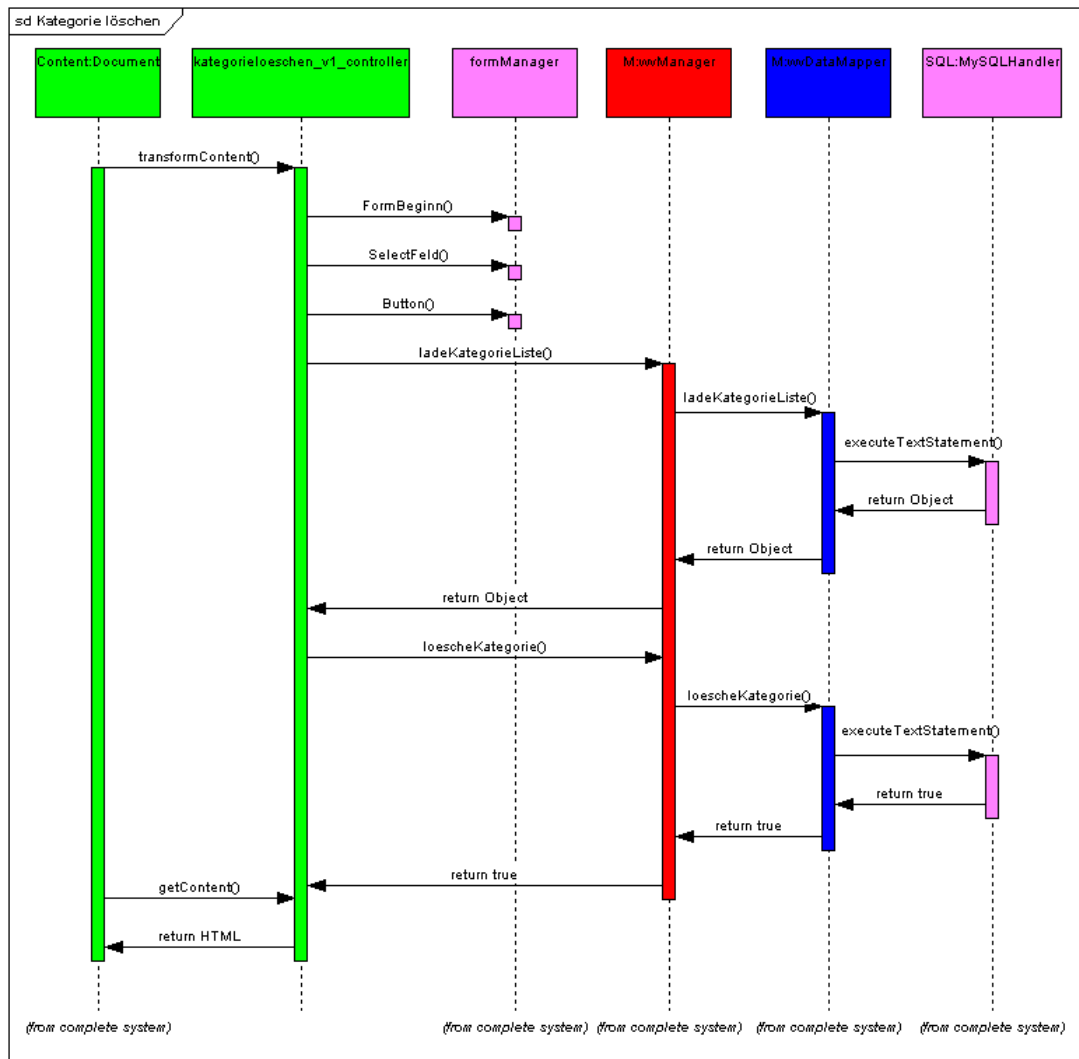 sd Kategorie löschen
Content:Document
kategorieloeschen_v1_controller
formManager
M:wvManager
M:wvDataMapper
SQL:MySQLHandler
transformContent()
FormBeginn()
SelectFeld()
Button()
ladeKategorieListe()
ladeKategorieListe()
executeTextStatement()
return Object
return Object
return Object
loescheKategorie()
loescheKategorie()
executeTextStatement()
return true
return true
return true
getContent()
return HTML
(from complete system)
(from complete system)
(from complete system)
(from complete system)
(from complete system)